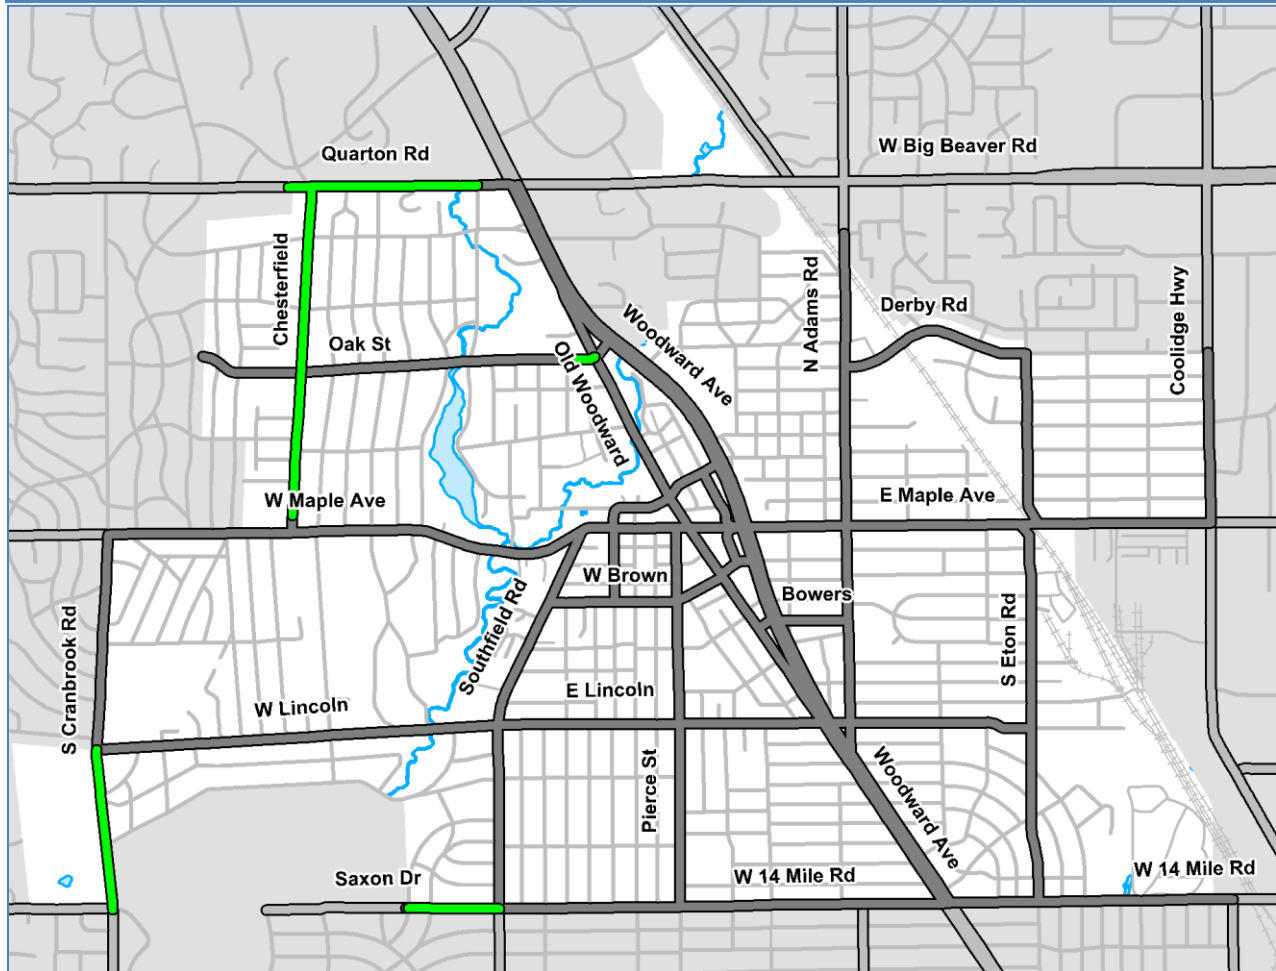 W Big Beaver Rd
Quarton Rd
Chesterfield
N Adams Rd
Coolidge Hwy
Derby Rd
Woodward Ave
Oak St
Old Woodward
W Maple Ave
E Maple Ave
W Brown
Bowers
S Cranbrook Rd
Southfield Rd
S Eton Rd
E Lincoln
W Lincoln
Pierce St
Woodward Ave
Saxon Dr
W 14 Mile Rd
W 14 Mile Rd